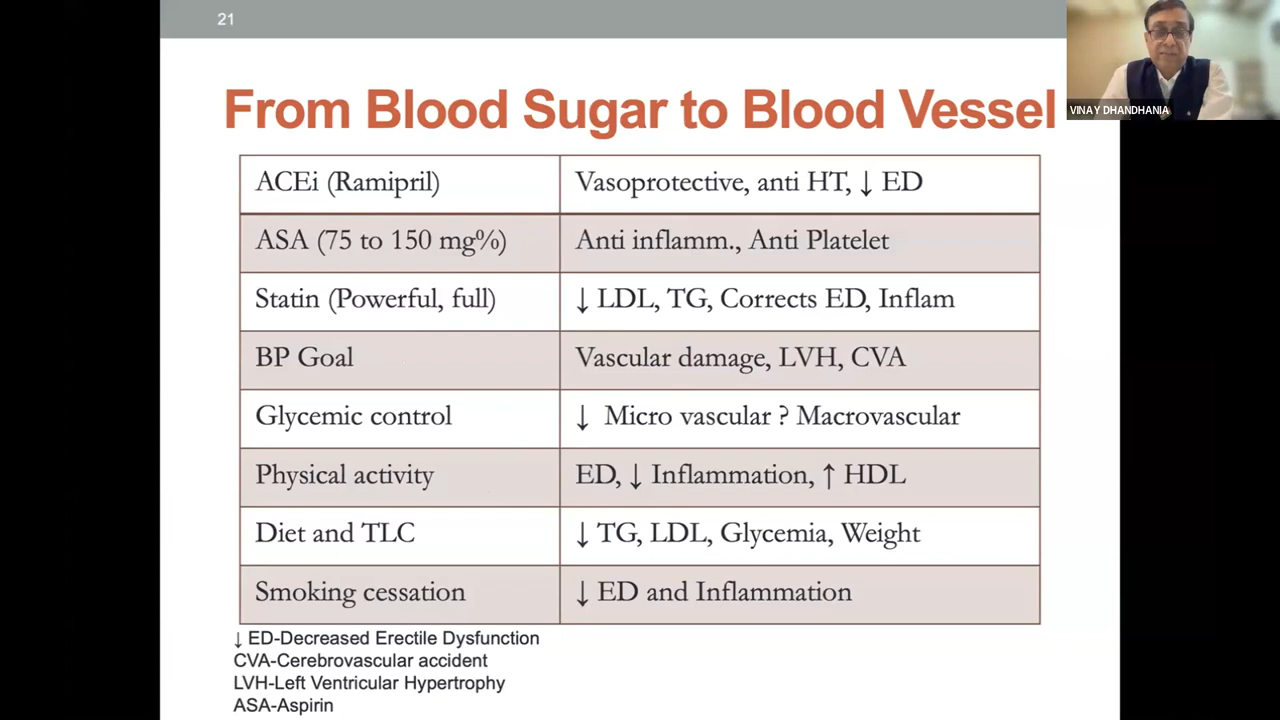 21
VINAY DHANDHANIA
From Blood Sugar to Blood Vessel
ACEi (Ramipril) Vasoprotective, anti HT, ↓ ED
ASA (75 to 150 mg%) Anti inflamm., Anti Platelet
Statin (Powerful, full) ↓ LDL, TG, Corrects ED, Inflam
BP Goal Vascular damage, LVH, CVA
Glycemic control ↓ Micro vascular ? Macrovascular
Physical activity ED, ↓ Inflammation, ↑ HDL
Diet and TLC ↓ TG, LDL, Glycemia, Weight
Smoking cessation ↓ ED and Inflammation
↓ ED-Decreased Erectile Dysfunction
CVA-Cerebrovascular accident
LVH-Left Ventricular Hypertrophy
ASA-Aspirin